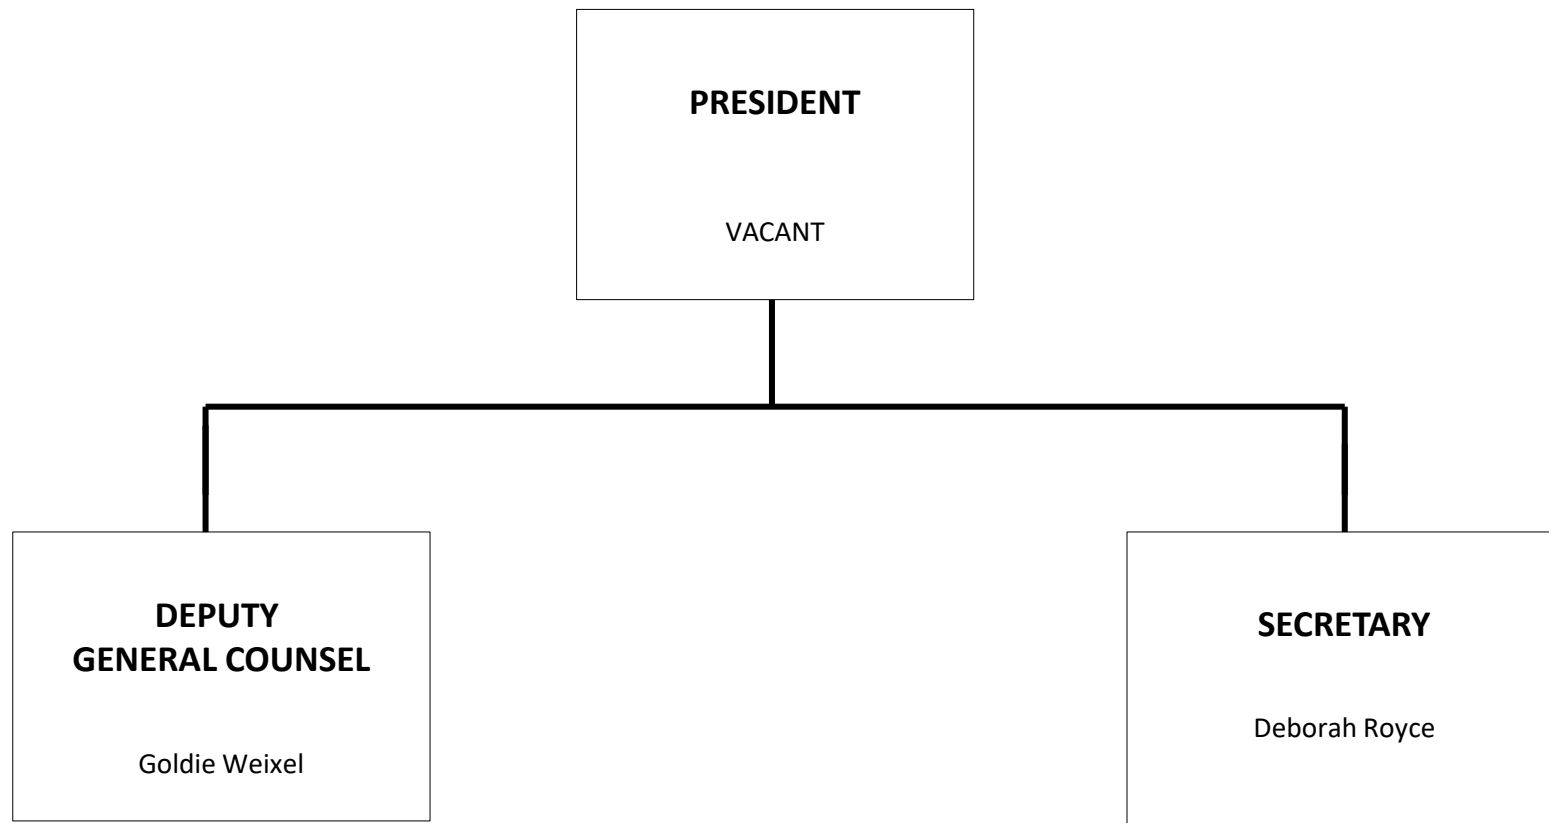 PRESIDENT
VACANT
DEPUTY
GENERAL COUNSEL
Goldie Weixel
SECRETARY
Deborah Royce